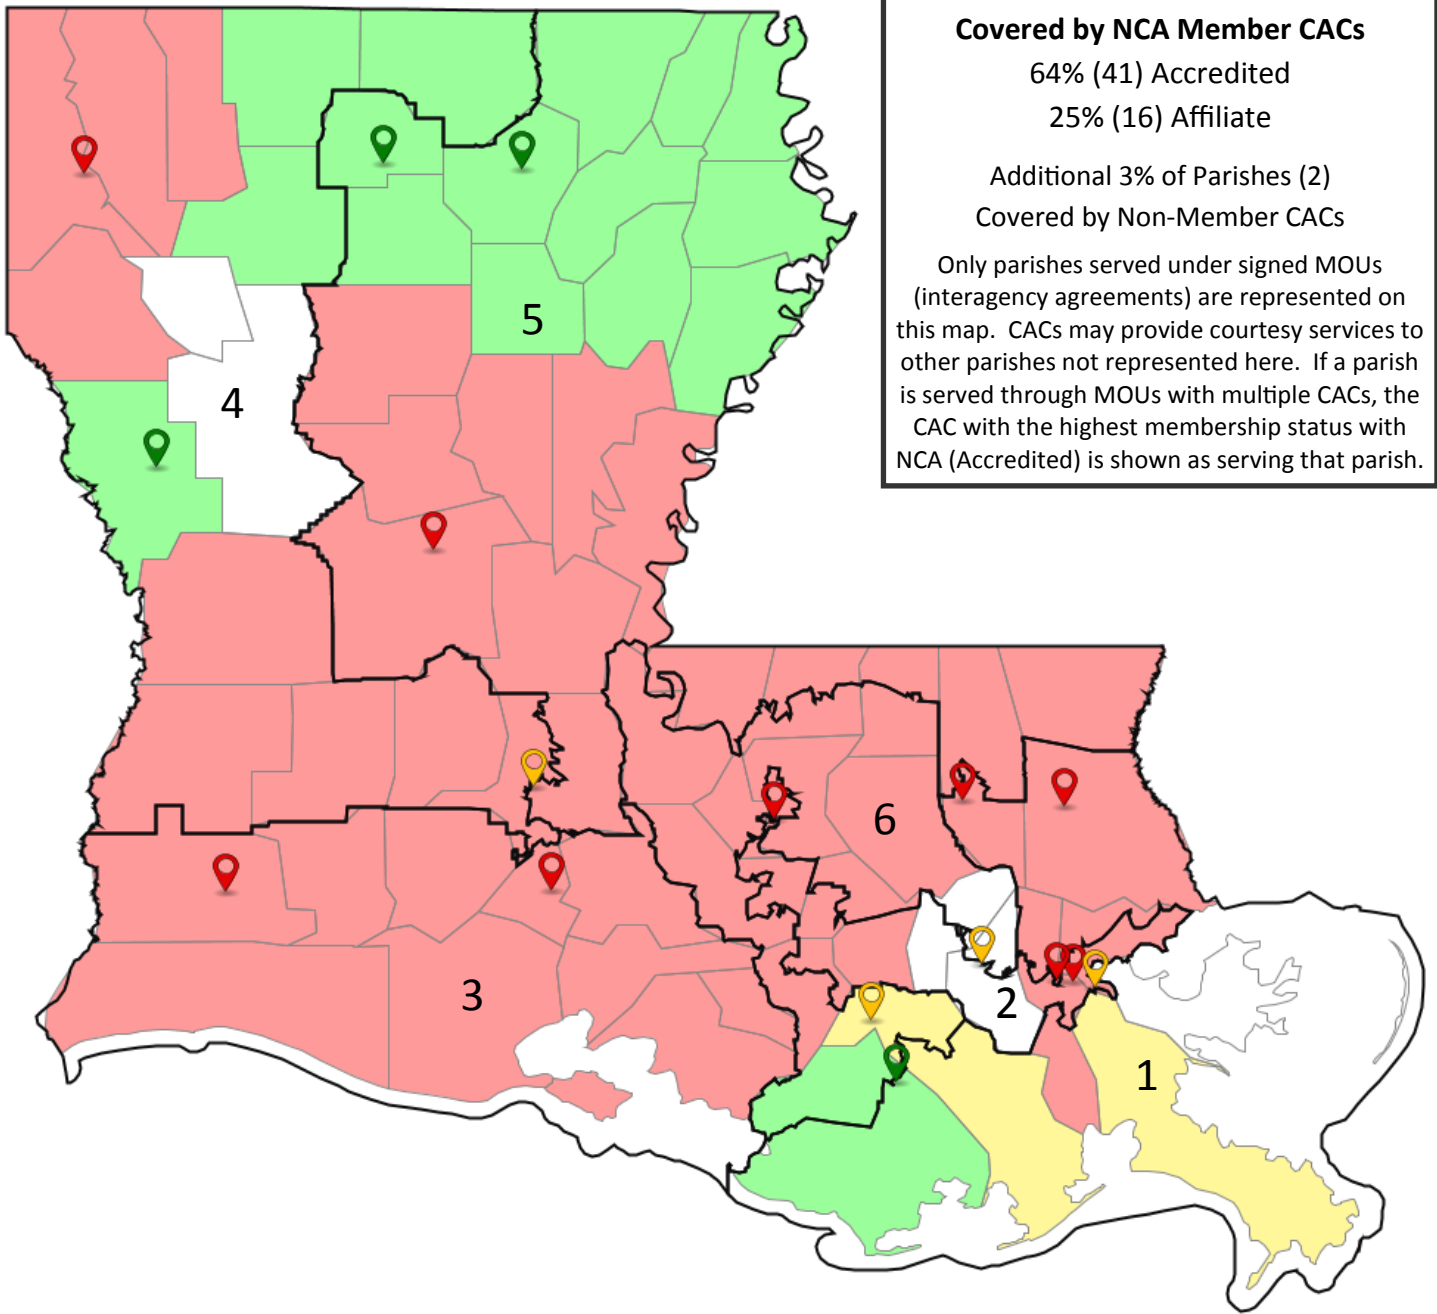 Covered by NCA Member CACs
64% (41) Accredited
25% (16) Affiliate
Additional 3% of Parishes (2)
Covered by Non-Member CACs
Only parishes served under signed MOUs
(interagency agreements) are represented on
this map.  CACs may provide courtesy services to
other parishes not represented here.  If a parish
is served through MOUs with multiple CACs, the
CAC with the highest membership status with
NCA (Accredited) is shown as serving that parish.
5
4
6
3
2
1